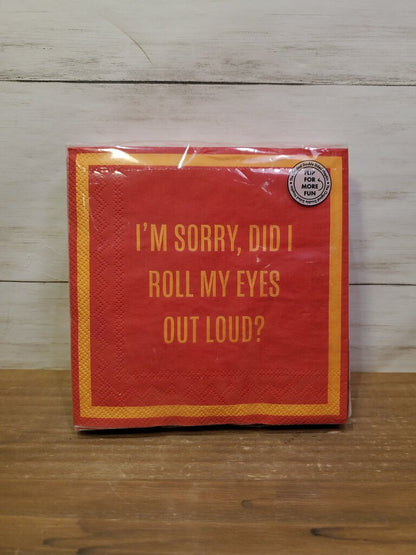 FLIP
FOR
MORE
FUN
I'M SORRY, DID I
ROLL MY EYES
OUT LOUD?